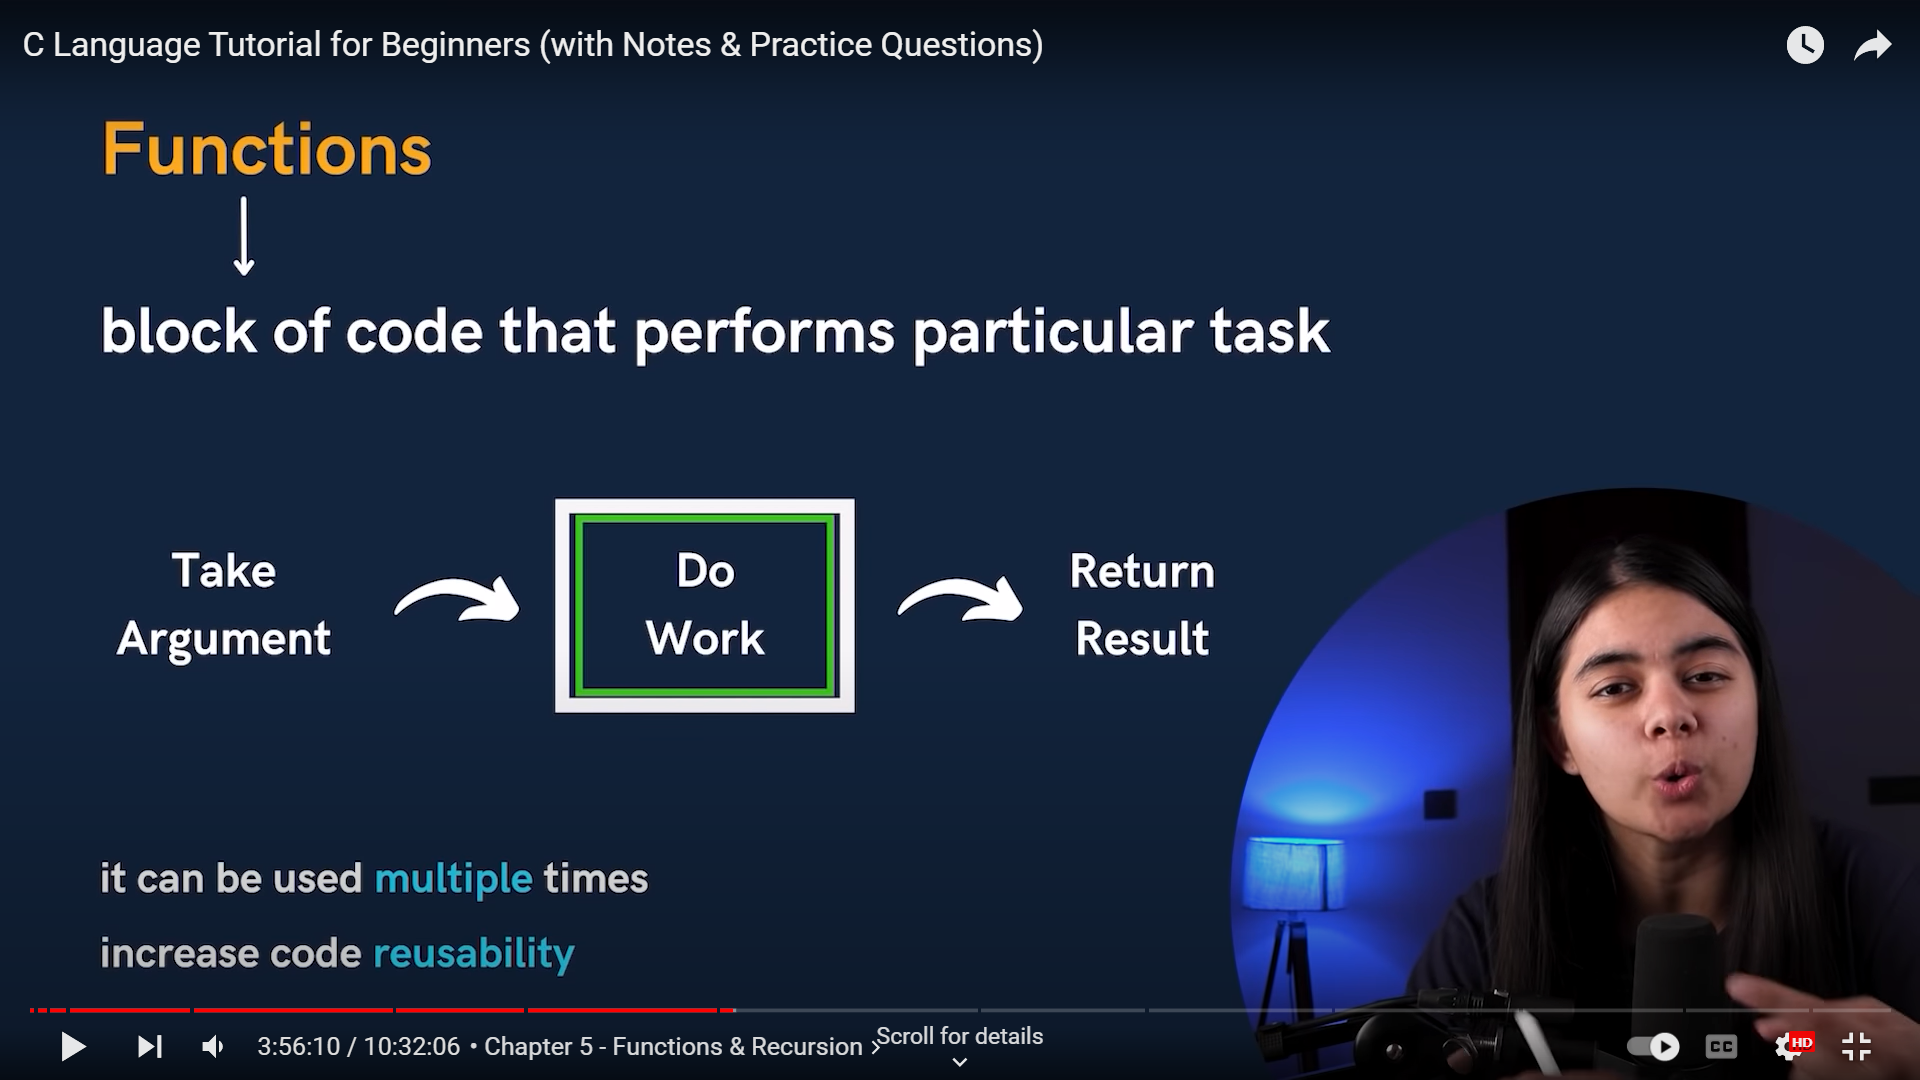 C Language Tutorial for Beginners (with Notes & Practice Questions)
Functions
block of code that performs particular task
Take
Argument
Do
Work
Return
Result
it can be used multiple times
increase code reusability
3:56:10 / 10:32:06 • Chapter 5 - Functions & Recursion
Scroll for details
CC
HD